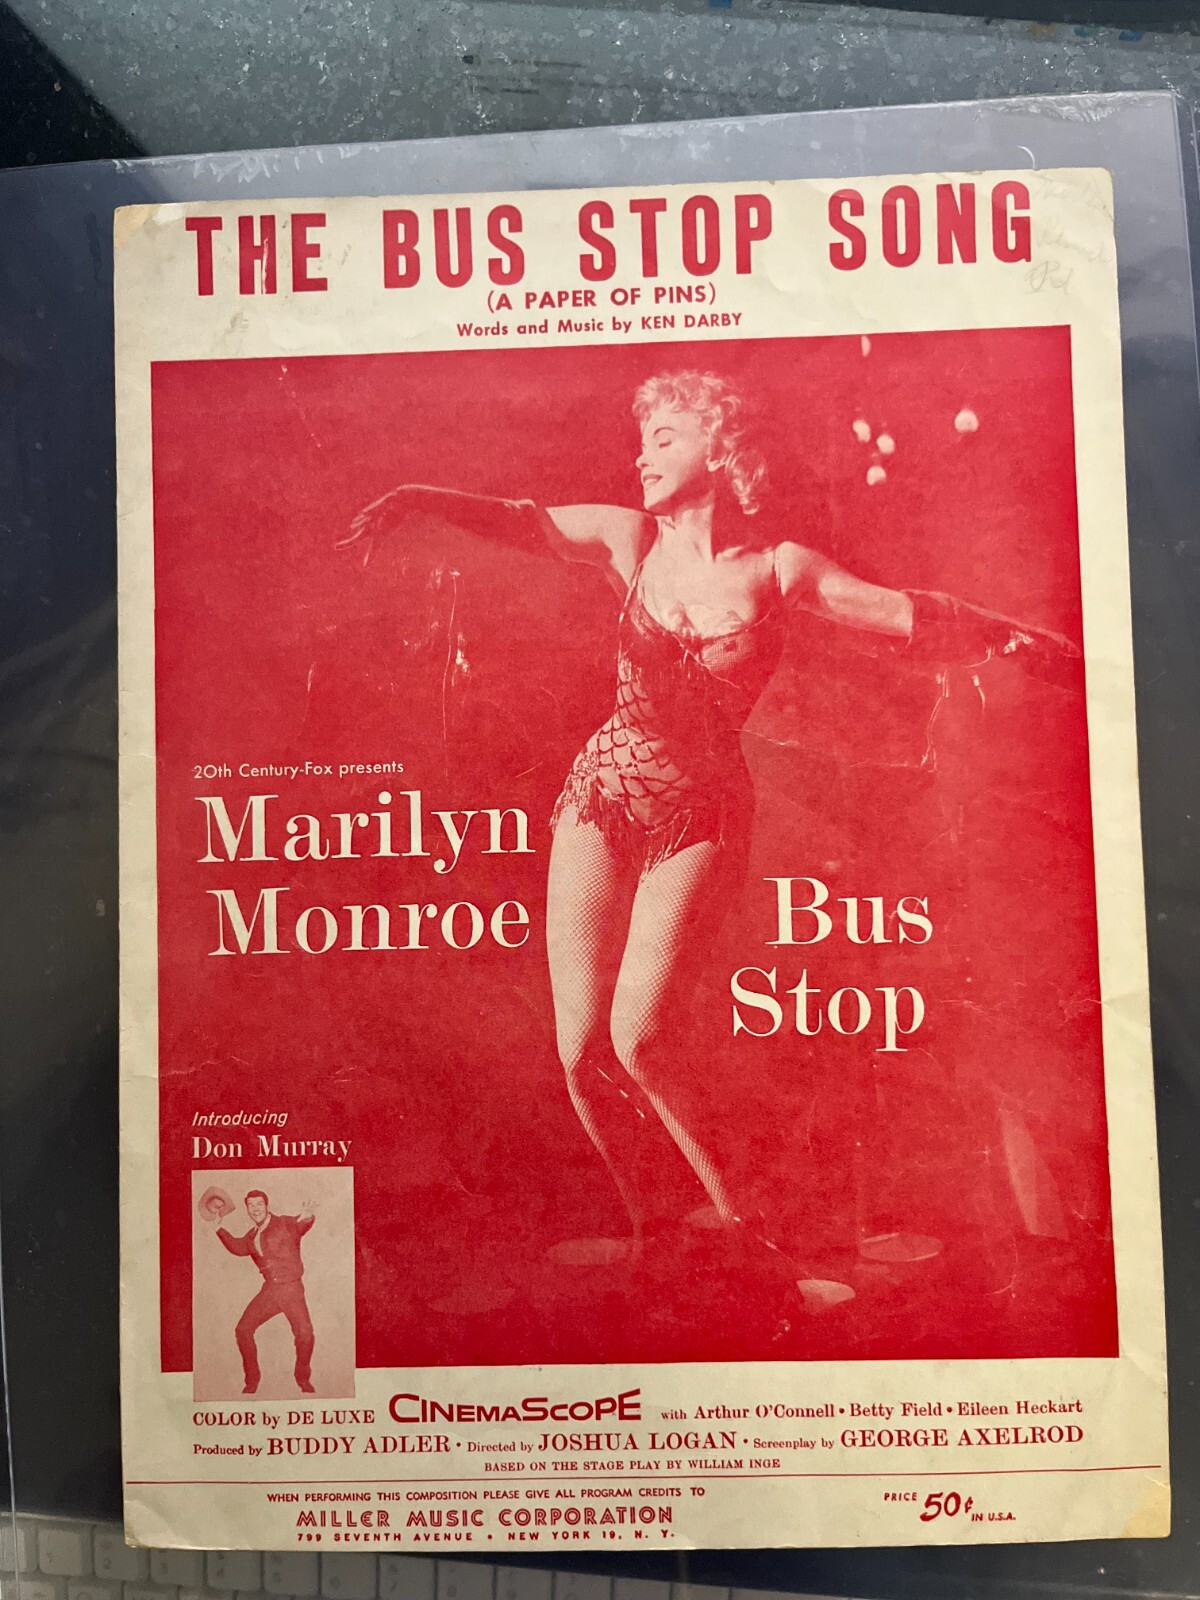 THE BUS STOP SONG
(A PAPER OF PINS)
Words and Music by KEN DARBY
20th Century-Fox presents
Marilyn
Monroe
Bus
Stop
Introducing
Don Murray
COLOR by DE LUXE CINEMASCOPE with Arthur O'Connell • Betty Field • Eileen Heckart
Produced by BUDDY ADLER • Directed by JOSHUA LOGAN • Screenplay by GEORGE AXELROD
BASED ON THE STAGE PLAY BY WILLIAM INGE
WHEN PERFORMING THIS COMPOSITION PLEASE GIVE ALL PROGRAM CREDITS TO
MILLER MUSIC CORPORATION
799 SEVENTH AVENUE • NEW YORK 19, N. Y.
PRICE 50¢ IN U.S.A.